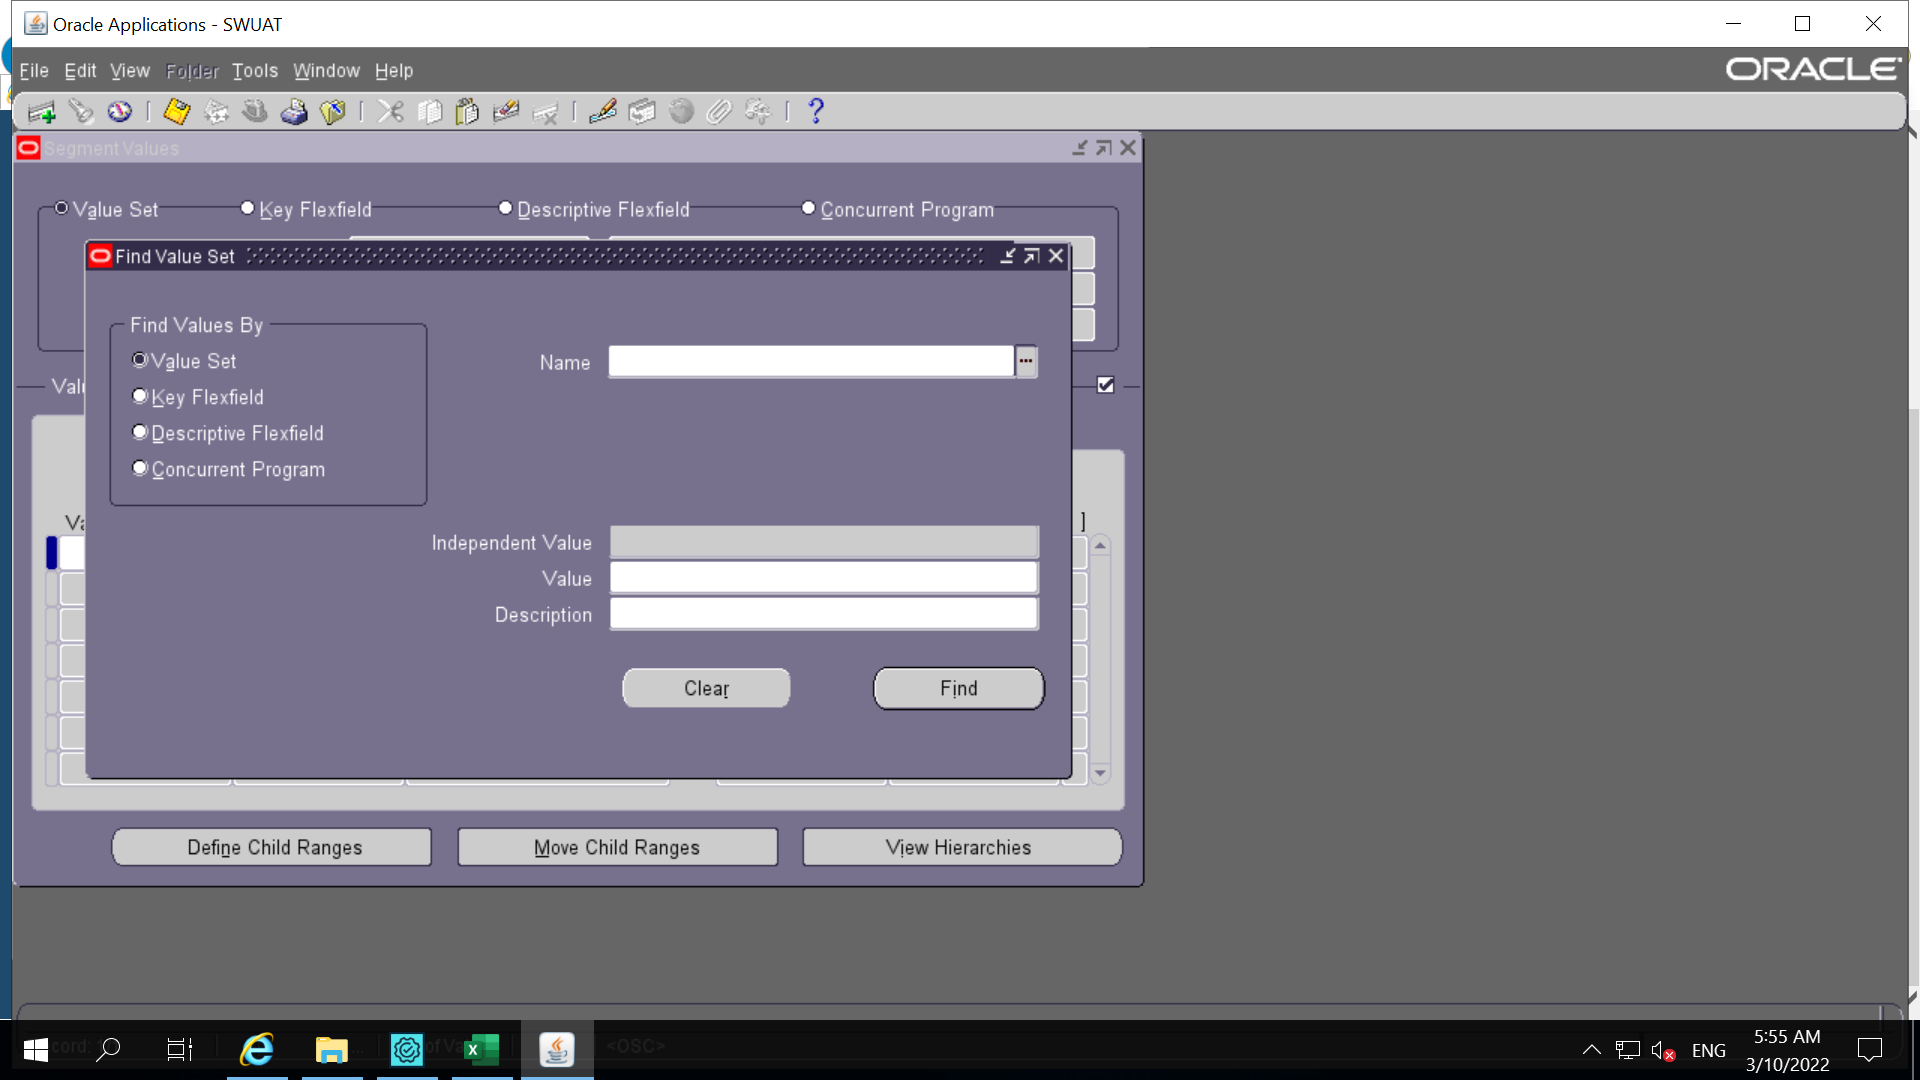 Oracle Applications - SWUAT
File Edit View Folder Tools Window Help
ORACLE
Segment Values
Value Set Key Flexfield Descriptive Flexfield Concurrent Program
Find Value Set
Find Values By
Value Set
Name
Key Flexfield
Descriptive Flexfield
Concurrent Program
Independent Value
Value
Description
Clear Find
Define Child Ranges Move Child Ranges View Hierarchies
<OSC>
ENG
5:55 AM
3/10/2022